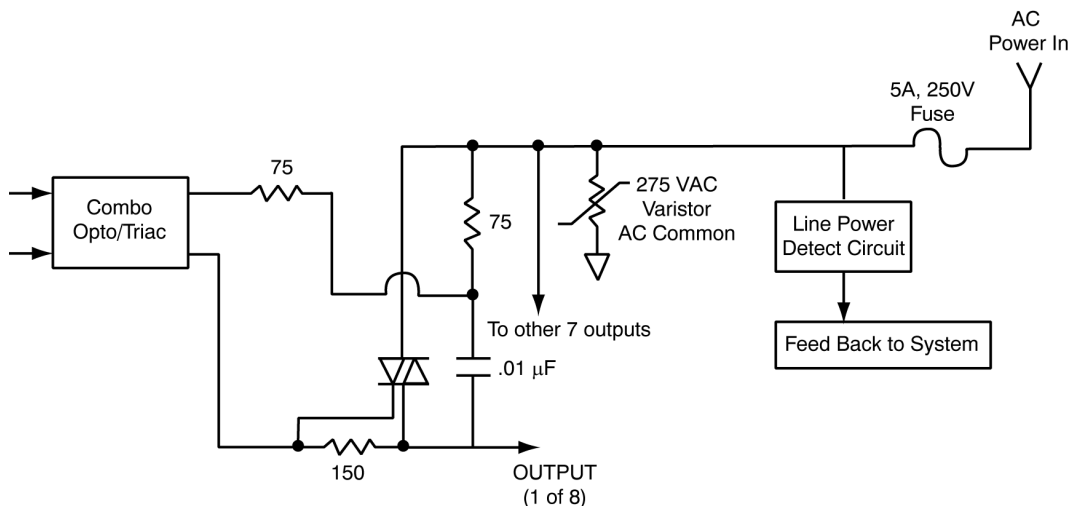 AC
Power In
5A, 250V
Fuse
75
Combo
Opto/Triac
75
275 VAC
Varistor
AC Common
Line Power
Detect Circuit
To other 7 outputs
Feed Back to System
.01 μF
150
OUTPUT
(1 of 8)